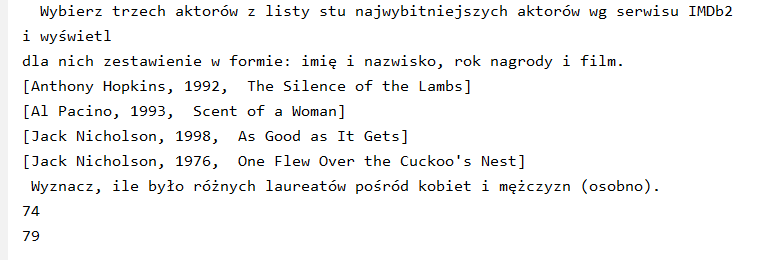 Wybierz trzech aktorów z listy stu najwybitniejszych aktorów wg serwisu IMDb2
i wyświetl
dla nich zestawienie w formie: imię i nazwisko, rok nagrody i film.
[Anthony Hopkins, 1992,  The Silence of the Lambs]
[Al Pacino, 1993,  Scent of a Woman]
[Jack Nicholson, 1998,  As Good as It Gets]
[Jack Nicholson, 1976,  One Flew Over the Cuckoo's Nest]
Wyznacz, ile było różnych laureatów pośród kobiet i mężczyzn (osobno).
74
79